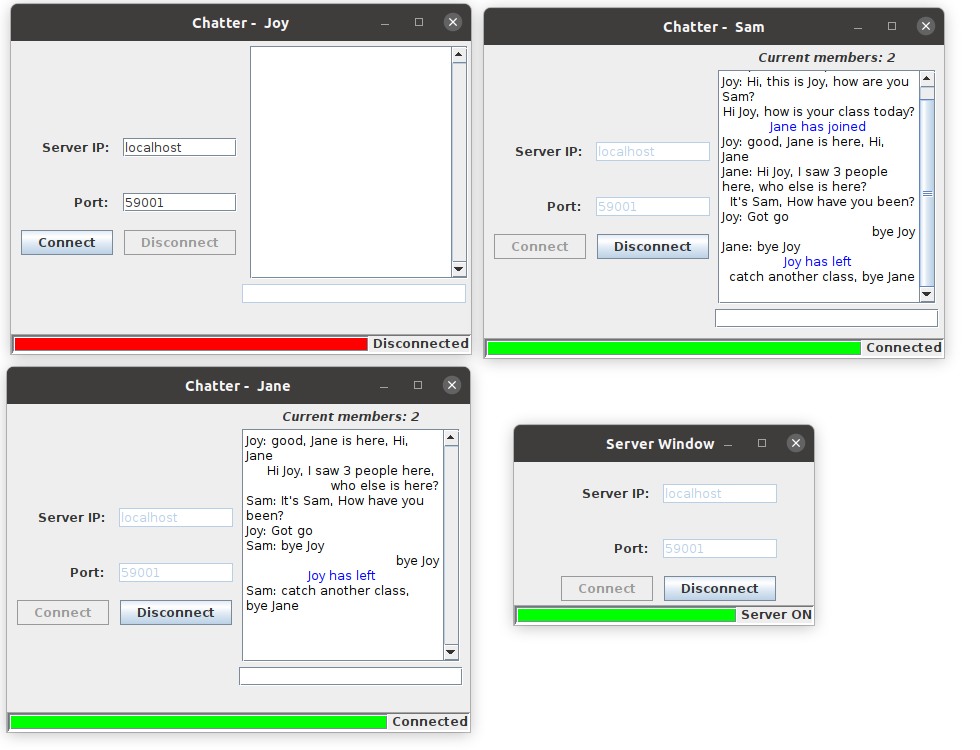 Chatter - Joy
Server IP: localhost
Port: 59001
Connect Disconnect
Disconnected
Chatter - Sam
Current members: 2
Server IP: localhost
Port: 59001
Connect Disconnect
Joy: Hi, this is Joy, how are you
Sam?
Hi Joy, how is your class today?
Jane has joined
Joy: good, Jane is here, Hi,
Jane
Jane: Hi Joy, I saw 3 people
here, who else is here?
It's Sam, How have you been?
Joy: Got go
bye Joy
Jane: bye Joy
Joy has left
catch another class, bye Jane
Connected
Chatter - Jane
Current members: 2
Server IP: localhost
Port: 59001
Connect Disconnect
Joy: good, Jane is here, Hi,
Jane
Hi Joy, I saw 3 people here,
who else is here?
Sam: It's Sam, How have you
been?
Joy: Got go
Sam: bye Joy
bye Joy
Joy has left
Sam: catch another class,
bye Jane
Connected
Server Window
Server IP: localhost
Port: 59001
Connect Disconnect
Server ON